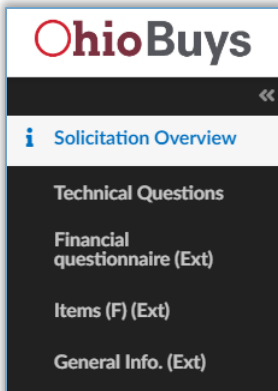 OhioBuys
«
i Solicitation Overview
Technical Questions
Financial
questionnaire (Ext)
Items (F) (Ext)
General Info. (Ext)